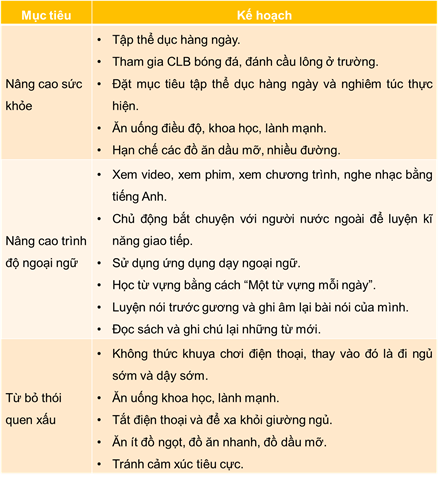 Mục tiêu
Kế hoạch
Nâng cao sức
khỏe
• Tập thể dục hàng ngày.
• Tham gia CLB bóng đá, đánh cầu lông ở trường.
• Đặt mục tiêu tập thể dục hàng ngày và nghiêm túc thực
hiện.
• Ăn uống điều độ, khoa học, lành mạnh.
• Hạn chế các đồ ăn dầu mỡ, nhiều đường.
Nâng cao trình
độ ngoại ngữ
• Xem video, xem phim, xem chương trình, nghe nhạc bằng
tiếng Anh.
• Chủ động bắt chuyện với người nước ngoài để luyện kĩ
năng giao tiếp.
• Sử dụng ứng dụng dạy ngoại ngữ.
• Học từ vựng bằng cách “Một từ vựng mỗi ngày”.
• Luyện nói trước gương và ghi âm lại bài nói của mình.
• Đọc sách và ghi chú lại những từ mới.
Từ bỏ thói
quen xấu
• Không thức khuya chơi điện thoại, thay vào đó là đi ngủ
sớm và dậy sớm.
• Ăn uống khoa học, lành mạnh.
• Tắt điện thoại và để xa khỏi giường ngủ.
• Ăn ít đồ ngọt, đồ ăn nhanh, đồ dầu mỡ.
• Tránh cảm xúc tiêu cực.